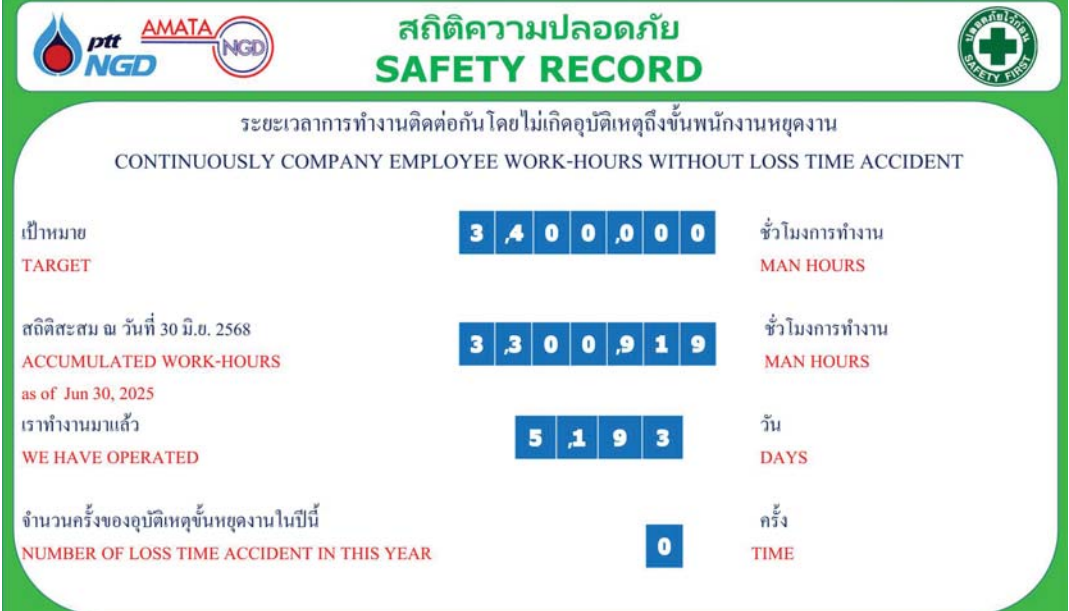 ptt
NGD
AMATA
NGD
สถิติความปลอดภัย
SAFETY RECORD
ปลอดภัยไว้ก่อน
SAFETY FIRST
ระยะเวลาการทำงานติดต่อกันโดยไม่เกิดอุบัติเหตุถึงขั้นพนักงานหยุดงาน
CONTINUOUSLY COMPANY EMPLOYEE WORK-HOURS WITHOUT LOSS TIME ACCIDENT
เป้าหมาย
TARGET
3,400,000
ชั่วโมงการทำงาน
MAN HOURS
สถิติสะสม ณ วันที่ 30 มิ.ย. 2568
ACCUMULATED WORK-HOURS
as of Jun 30, 2025
3,300,919
ชั่วโมงการทำงาน
MAN HOURS
เราทำงานมาแล้ว
WE HAVE OPERATED
5,193
วัน
DAYS
จำนวนครั้งของอุบัติเหตุขั้นหยุดงานในปีนี้
NUMBER OF LOSS TIME ACCIDENT IN THIS YEAR
0
ครั้ง
TIME